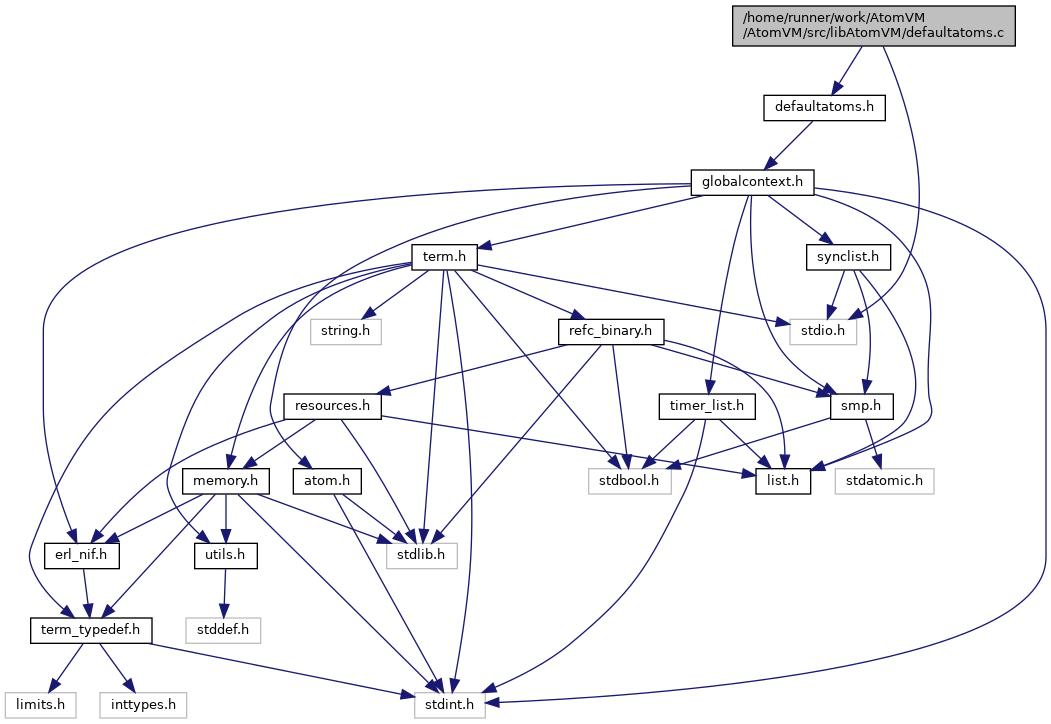 /home/runner/work/AtomVM
/AtomVM/src/libAtomVM/defaultatoms.c
defaultatoms.h
globalcontext.h
term.h
synclist.h
string.h
refc_binary.h
stdio.h
resources.h
timer_list.h
smp.h
memory.h
atom.h
stdbool.h
list.h
stdatomic.h
erl_nif.h
utils.h
stdlib.h
term_typedef.h
stddef.h
limits.h
inttypes.h
stdint.h